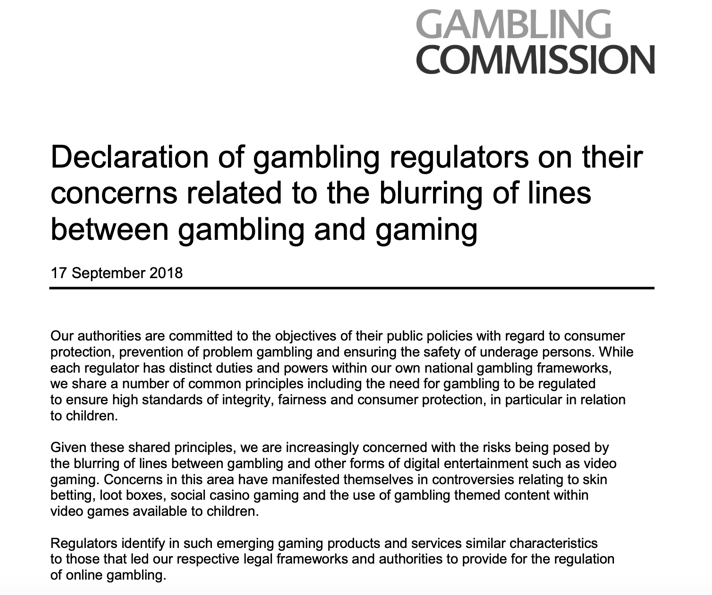 GAMBLING
COMMISSION
Declaration of gambling regulators on their
concerns related to the blurring of lines
between gambling and gaming
17 September 2018
Our authorities are committed to the objectives of their public policies with regard to consumer
protection, prevention of problem gambling and ensuring the safety of underage persons. While
each regulator has distinct duties and powers within our own national gambling frameworks,
we share a number of common principles including the need for gambling to be regulated
to ensure high standards of integrity, fairness and consumer protection, in particular in relation
to children.
Given these shared principles, we are increasingly concerned with the risks being posed by
the blurring of lines between gambling and other forms of digital entertainment such as video
gaming. Concerns in this area have manifested themselves in controversies relating to skin
betting, loot boxes, social casino gaming and the use of gambling themed content within
video games available to children.
Regulators identify in such emerging gaming products and services similar characteristics
to those that led our respective legal frameworks and authorities to provide for the regulation
of online gambling.